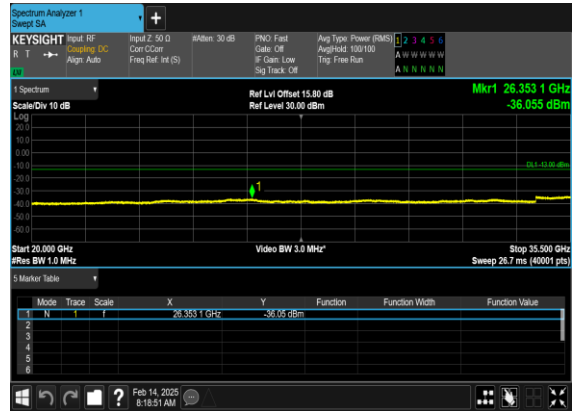 Spectrum Analyzer 1
Swept SA
+
KEYSIGHT Input: RF Input Z: 50 Ω #Atten: 30 dB PNO: Fast Avg Type: Power (RMS) 1 2 3 4 5 6
R T Coupling: DC Corr CCorr Gate: Off Avg|Hold: 100/100 A W W W W W
Align: Auto Freq Ref: Int (S) IF Gain: Low Trig: Free Run
Sig Track: Off A N N N N N
1 Spectrum Ref Lvl Offset 15.80 dB Mkr1 26.353 1 GHz
Scale/Div 10 dB Ref Level 30.00 dBm -36.055 dBm
Log
20.0
10.0
0.00
-10.0
DL1 -13.00 dBm
-20.0
-30.0
1
-40.0
-50.0
-60.0
Start 20.000 GHz Video BW 3.0 MHz* Stop 35.500 GHz
#Res BW 1.0 MHz Sweep 26.7 ms (40001 pts)
5 Marker Table
Mode Trace Scale X Y Function Function Width Function Value
1 N 1 f 26.353 1 GHz -36.05 dBm
2
3
4
5
6
? Feb 14, 2025
8:18:51 AM